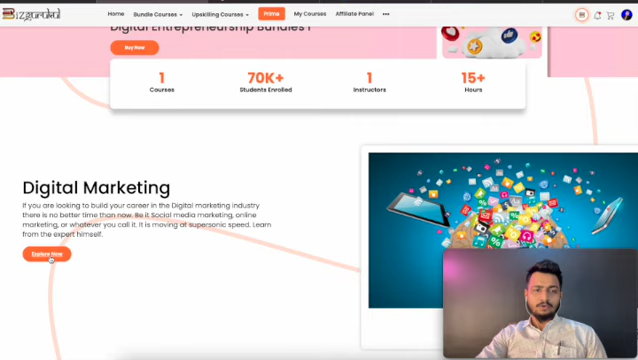 Bizgurukul
Home Bundle Courses Upskilling Courses Prime My Courses Affiliate Panel
Digital Entrepreneurship Bundles I
Buy Now
1 70K+ 1 15+
Courses Students Enrolled Instructors Hours
Digital Marketing
If you are looking to build your career in the Digital marketing industry
there is no better time than now. Be it Social media marketing, online
marketing, or whatever you call it. It is moving at supersonic speed. Learn
from the expert himself.
Explore Now